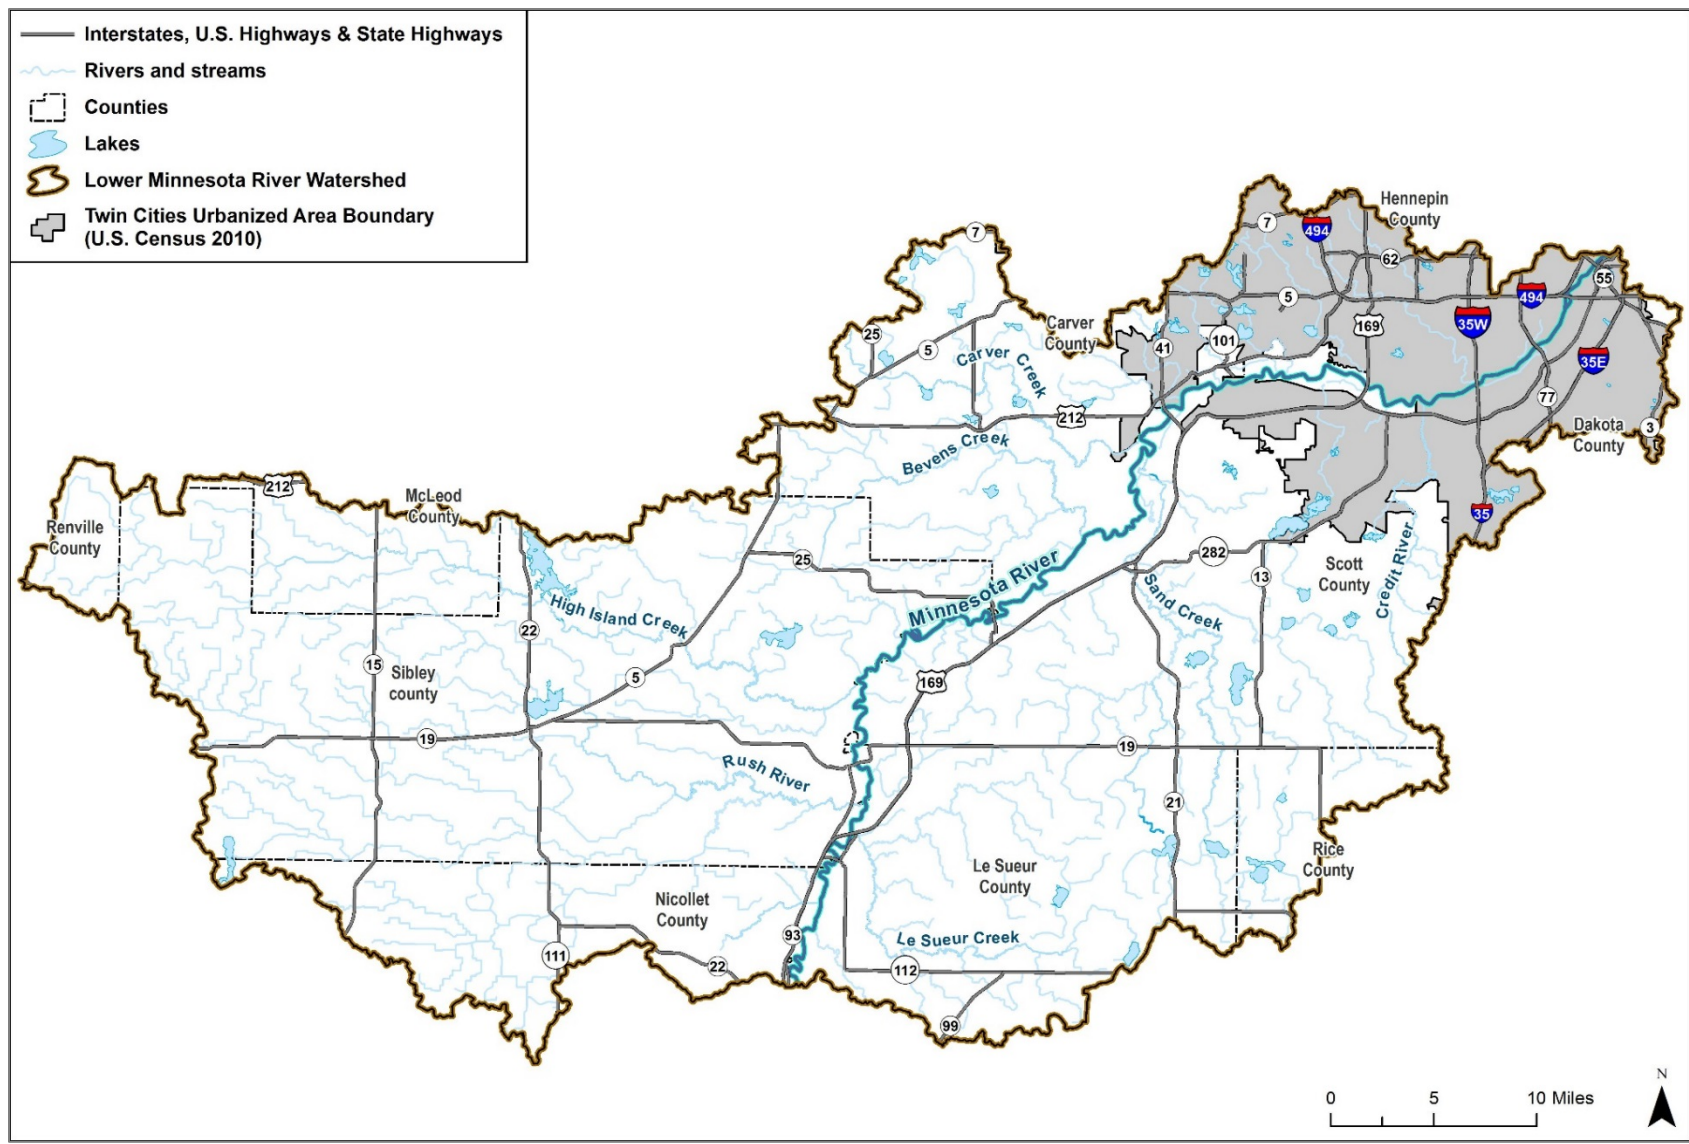 Interstates, U.S. Highways & State Highways
Rivers and streams
Counties
Lakes
Lower Minnesota River Watershed
Twin Cities Urbanized Area Boundary
(U.S. Census 2010)
Hennepin
County
7
494
62
7
55
5
494
35W
169
25
5
Carver
County
41
101
35E
Carver Creek
212
77
Dakota
County
3
Bevens Creek
212
McLeod
County
Renville
County
35
25
282
Scott
County
13
Credit River
Minnesota River
Sand Creek
High Island Creek
22
15
Sibley
county
5
169
19
19
Rush River
21
Le Sueur
County
Rice
County
Nicollet
County
93
Le Sueur Creek
111
22
112
99
N
0
5
10 Miles